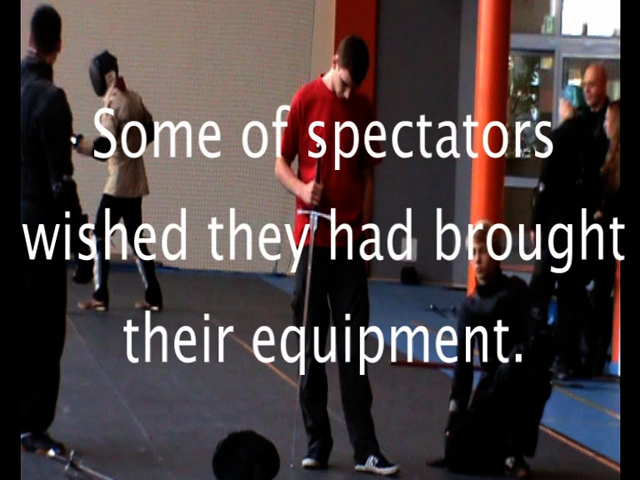 Some of spectators
wished they had brought
their equipment.